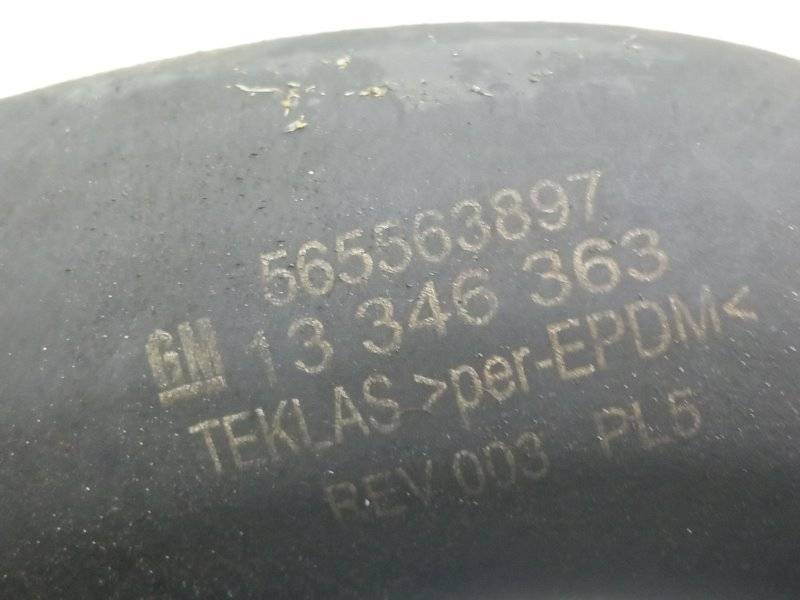 565563897
GM 13 346 363
TEKLAS >per-EPDM<
REV 003 PL5